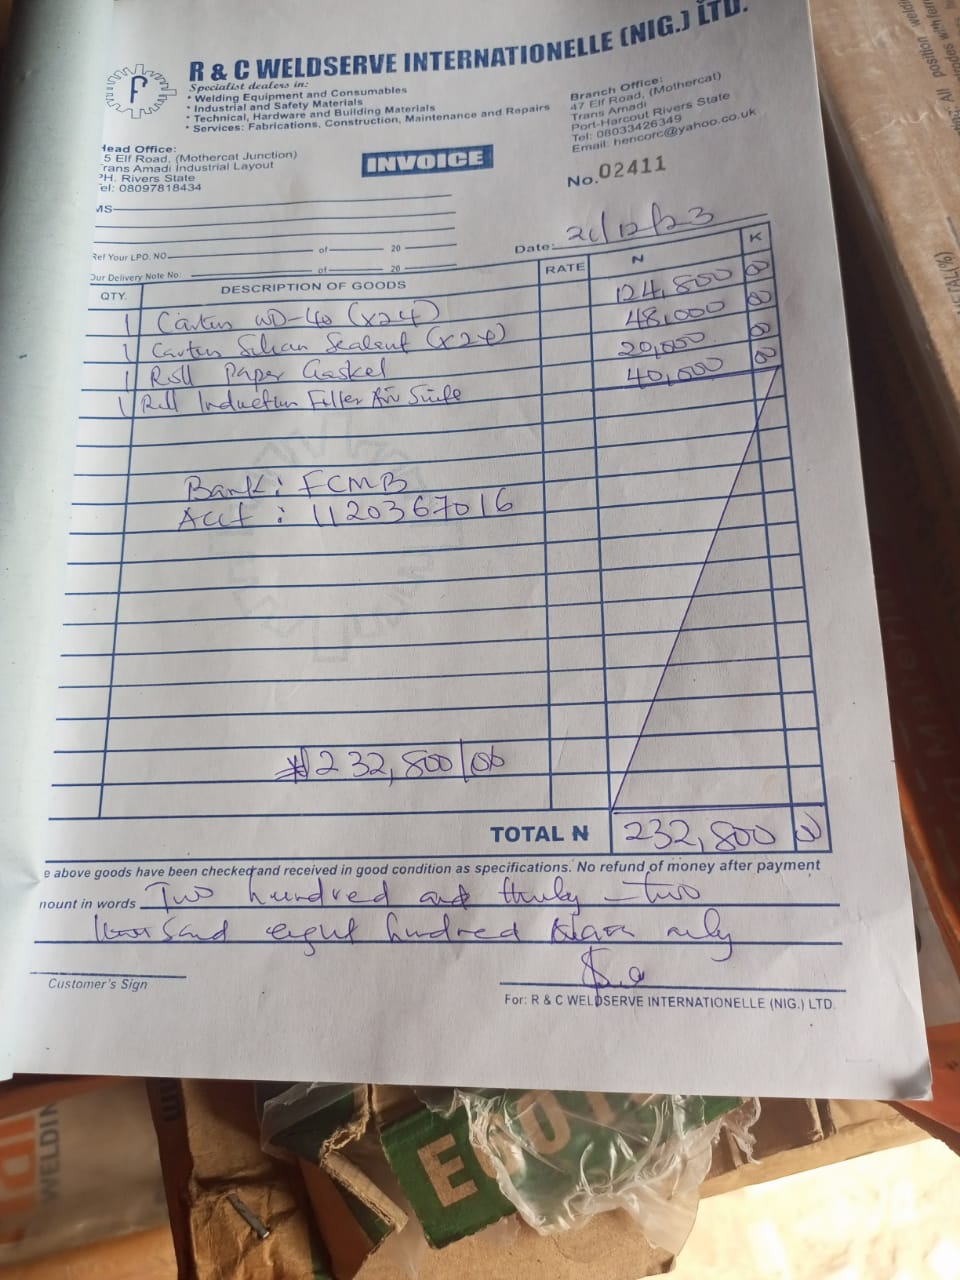 R & C WELDSERVE INTERNATIONELLE (NIG.) LTD.
Specialist dealers in:
• Welding Equipment and Consumables
• Industrial and Safety Materials
• Technical, Hardware and Building Materials
• Services: Fabrications, Construction, Maintenance and Repairs
Head Office:
5 Elf Road, (Mothercat Junction)
Trans Amadi Industrial Layout
PH. Rivers State
Tel: 08097818434
Branch Office:
47 Elf Road, (Mothercat)
Trans Amadi
Port-Harcout Rivers State
Tel: 08033426349
Email: hencorc@yahoo.co.uk
INVOICE
No. 02411
MS
Ref Your LPO. NO of 20
Our Delivery Note No: of 20
Date: /12/23
QTY. DESCRIPTION OF GOODS RATE N K
1 Carton WD-40 (x24) 124,800 00
1 Carton Silicon Sealant (x24) 48,000 00
1 Roll Paper Gasket 20,000 00
1 Roll Induction Filter Air 40,000 00
Bank: FCMB
Acct : 1120367016
₦232,800/00
TOTAL N 232,800 00
e above goods have been checked and received in good condition as specifications. No refund of money after payment
nount in words Two hundred and thirty-two
thousand eight hundred Naira only
Customer's Sign
For: R & C WELDSERVE INTERNATIONELLE (NIG.) LTD.
position
WELDIN
ECO